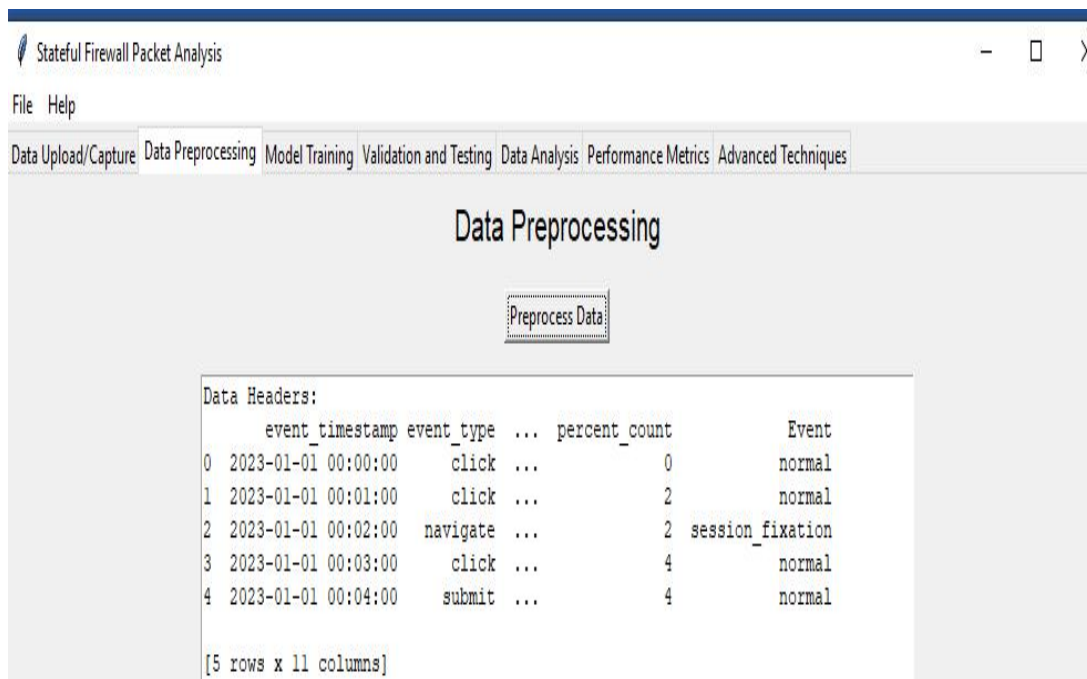 Stateful Firewall Packet Analysis
File Help
Data Upload/Capture Data Preprocessing Model Training Validation and Testing Data Analysis Performance Metrics Advanced Techniques
Data Preprocessing
Preprocess Data
Data Headers:
event_timestamp event_type ... percent_count Event
0 2023-01-01 00:00:00 click ... 0 normal
1 2023-01-01 00:01:00 click ... 2 normal
2 2023-01-01 00:02:00 navigate ... 2 session_fixation
3 2023-01-01 00:03:00 click ... 4 normal
4 2023-01-01 00:04:00 submit ... 4 normal
[5 rows x 11 columns]